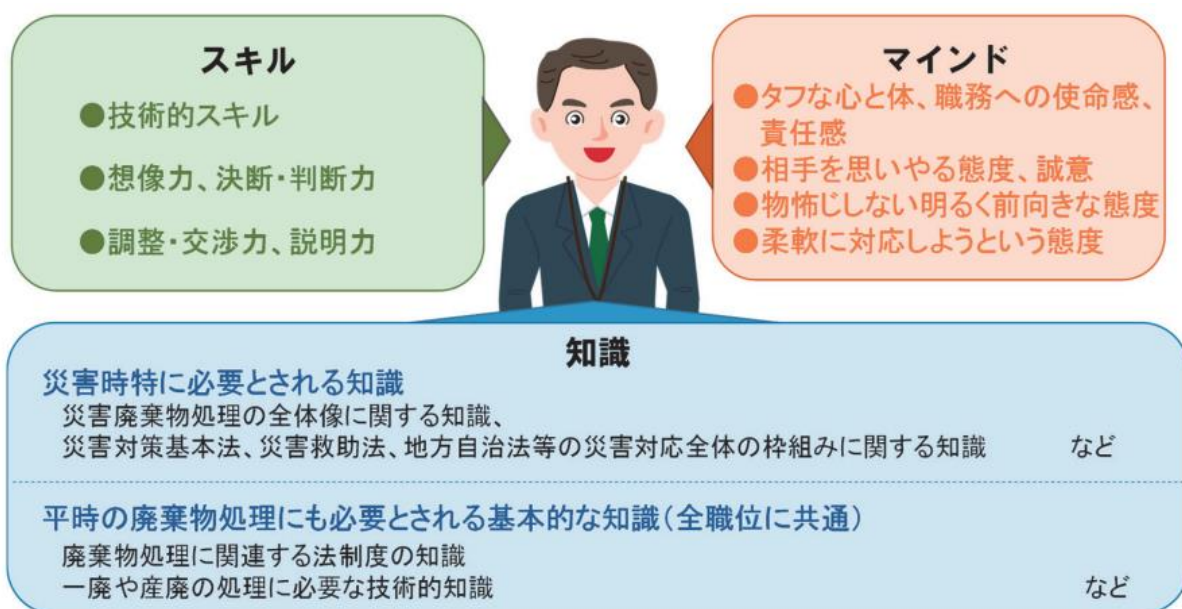 スキル
●技術的スキル
●想像力、決断・判断力
●調整・交渉力、説明力
マインド
●タフな心と体、職務への使命感、
責任感
●相手を思いやる態度、誠意
●物怖じしない明るく前向きな態度
●柔軟に対応しようという態度
知識
災害時特に必要とされる知識
災害廃棄物処理の全体像に関する知識、
災害対策基本法、災害救助法、地方自治法等の災害対応全体の枠組みに関する知識 など
平時の廃棄物処理にも必要とされる基本的な知識(全職位に共通)
廃棄物処理に関連する法制度の知識
一廃や産廃の処理に必要な技術的知識 など